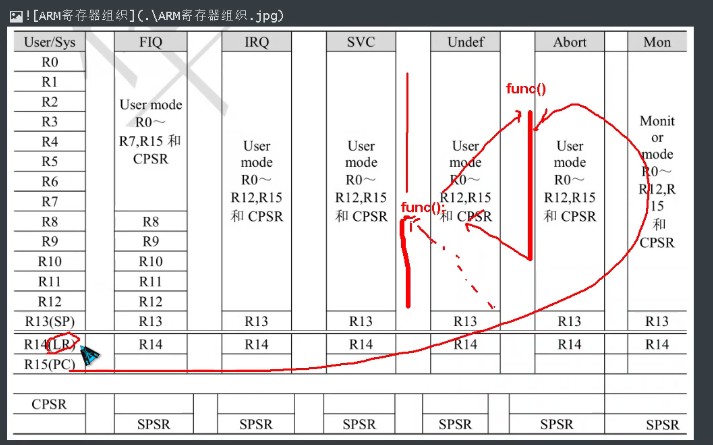 ![ARM寄存器组织](.\ARM寄存器组织.jpg)
User/Sys FIQ IRQ SVC Undef Abort Mon
R0
R1
R2
R3
R4
R5
R6
R7
R8
R9
R10
R11
R12
R13(SP)
R14(LR)
R15(PC)
CPSR
User mode
R0～
R7,R15 和
CPSR
R8
R9
R10
R11
R12
R13
R14
SPSR
User
mode
R0～
R12,R15
和 CPSR
R13
R14
SPSR
User
mode
R0～
R12,R15
和 CPSR
R13
R14
SPSR
func();
User
mode
R0～
R12,R15
和 CPSR
R13
R14
SPSR
func()
User
mode
R0～
R12,R15
和 CPSR
R13
R14
SPSR
Monit
or
mode
R0～
R12,R
15
和
CPSR
R13
R14
SPSR